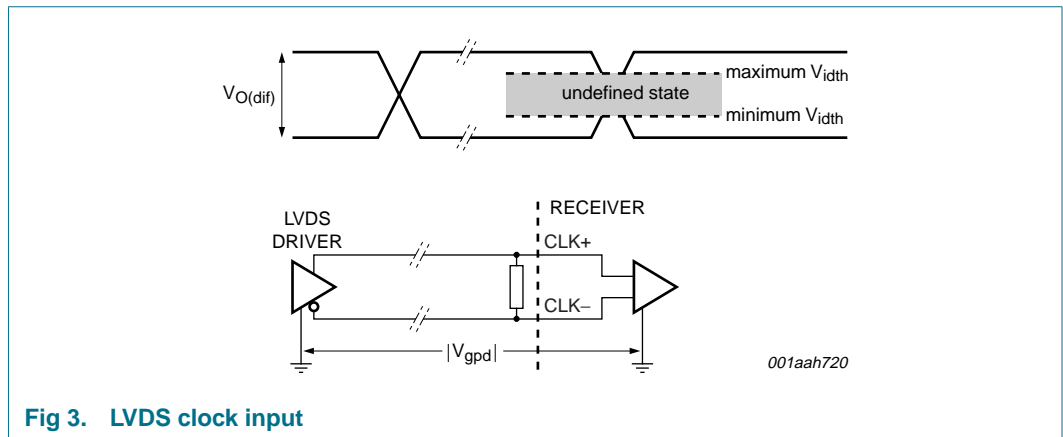 maximum Vidth
VO(dif)
undefined state
minimum Vidth
RECEIVER
LVDS
DRIVER
CLK+
CLK−
|Vgpd|
001aah720
Fig 3. LVDS clock input